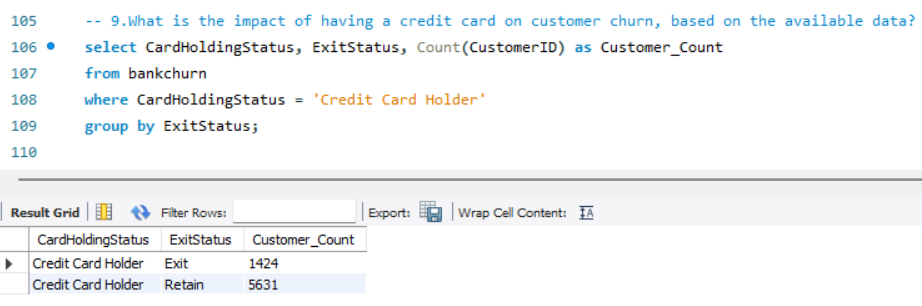 105 -- 9.What is the impact of having a credit card on customer churn, based on the available data?
106 select CardHoldingStatus, ExitStatus, Count(CustomerID) as Customer_Count
107 from bankchurn
108 where CardHoldingStatus = 'Credit Card Holder'
109 group by ExitStatus;
110
Result Grid Filter Rows: Export: Wrap Cell Content: IA
CardHoldingStatus ExitStatus Customer_Count
Credit Card Holder Exit 1424
Credit Card Holder Retain 5631